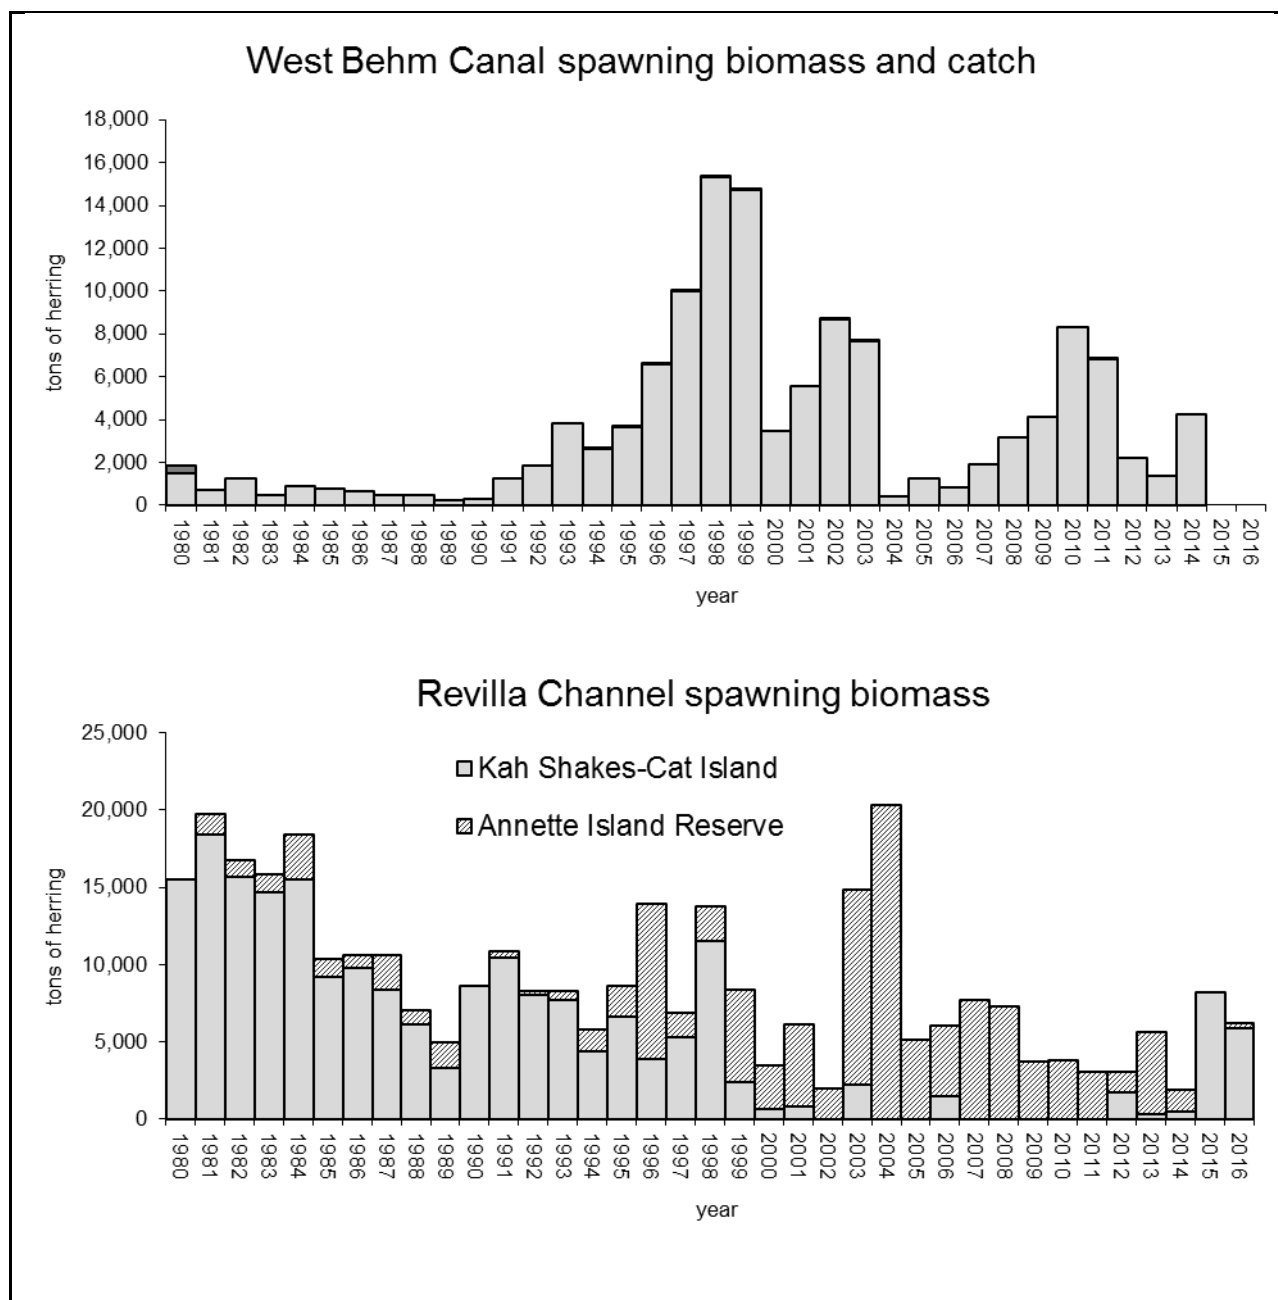 West Behm Canal spawning biomass and catch
18,000
16,000
14,000
12,000
10,000
8,000
6,000
4,000
2,000
0
tons of herring
1980 1981 1982 1983 1984 1985 1986 1987 1988 1989 1990 1991 1992 1993 1994 1995 1996 1997 1998 1999 2000 2001 2002 2003 2004 2005 2006 2007 2008 2009 2010 2011 2012 2013 2014 2015 2016
year
Revilla Channel spawning biomass
25,000
20,000
15,000
10,000
5,000
0
tons of herring
Kah Shakes-Cat Island
Annette Island Reserve
1980 1981 1982 1983 1984 1985 1986 1987 1988 1989 1990 1991 1992 1993 1994 1995 1996 1997 1998 1999 2000 2001 2002 2003 2004 2005 2006 2007 2008 2009 2010 2011 2012 2013 2014 2015 2016
year